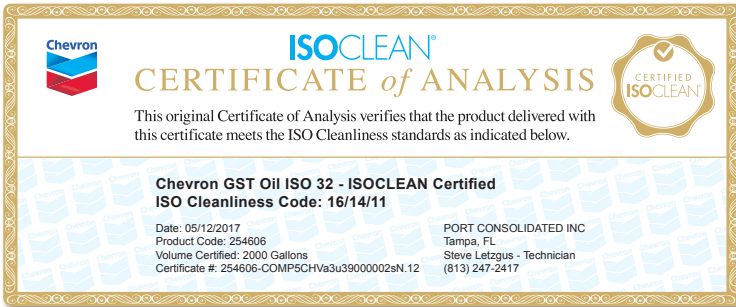 Chevron
ISOCLEAN®
CERTIFICATE of ANALYSIS
CERTIFIED
ISOCLEAN®
This original Certificate of Analysis verifies that the product delivered with
this certificate meets the ISO Cleanliness standards as indicated below.
Chevron GST Oil ISO 32 - ISOCLEAN Certified
ISO Cleanliness Code: 16/14/11
Date: 05/12/2017
Product Code: 254606
Volume Certified: 2000 Gallons
Certificate #: 254606-COMP5CHVa3u39000002sN.12
PORT CONSOLIDATED INC
Tampa, FL
Steve Letzgus - Technician
(813) 247-2417